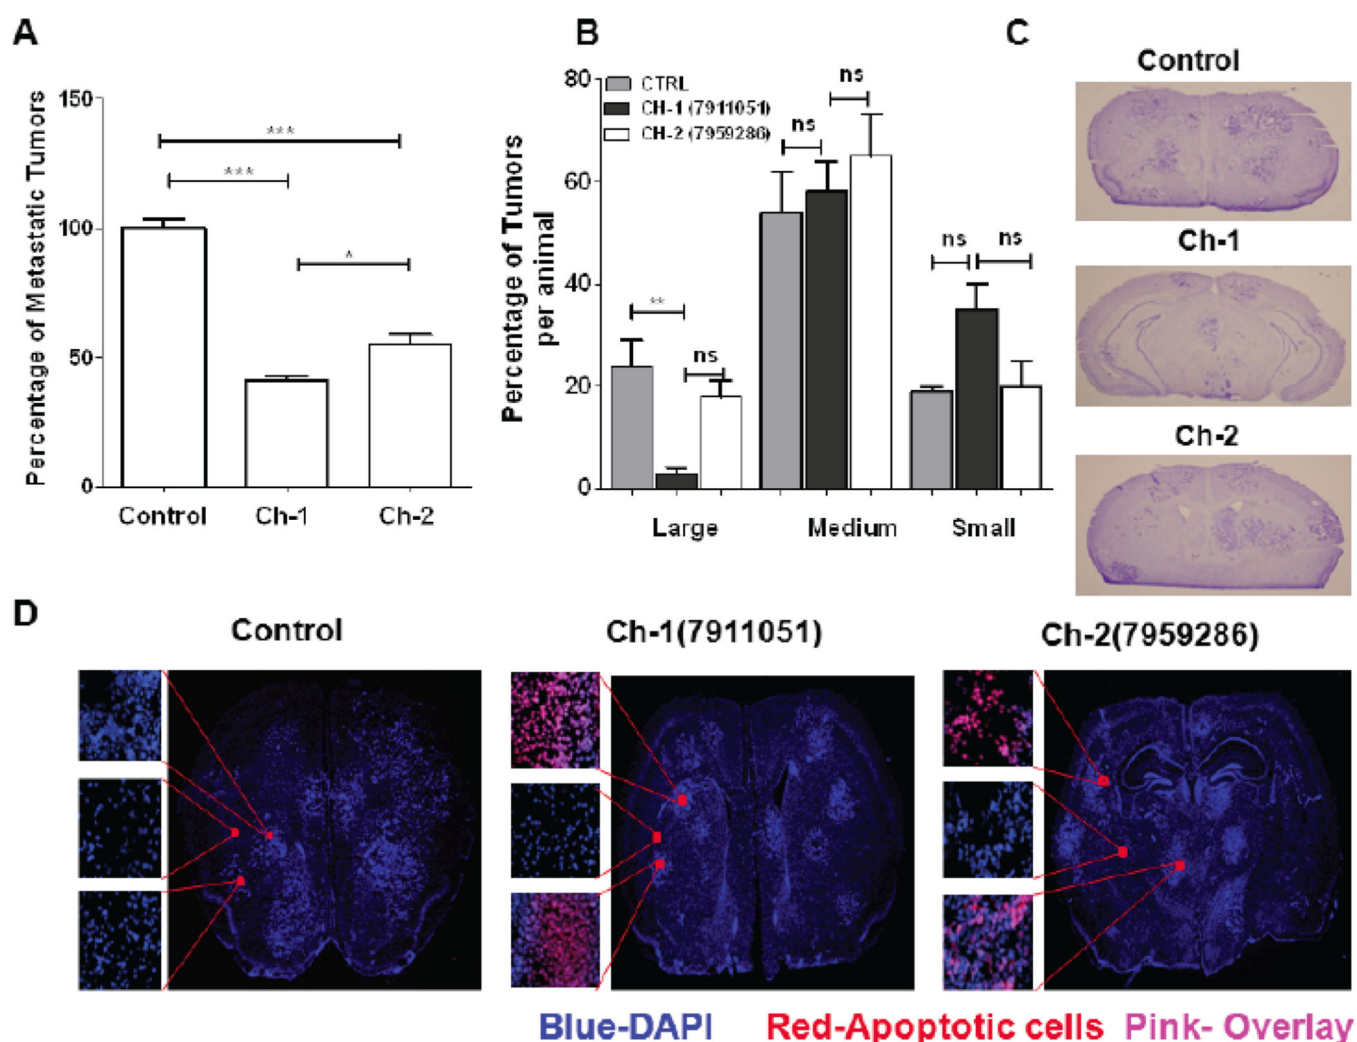 A
Percentage of Metastatic Tumors
150
100
50
0
***
***
*
Control Ch-1 Ch-2
B
Percentage of Tumors
per animal
80
60
40
20
0
CTRL
CH-1 (7911051)
CH-2 (7959286)
**
ns
ns
ns
ns
ns
Large Medium Small
C
Control
Ch-1
Ch-2
D
Control Ch-1(7911051) Ch-2(7959286)
Blue-DAPI Red-Apoptotic cells Pink- Overlay